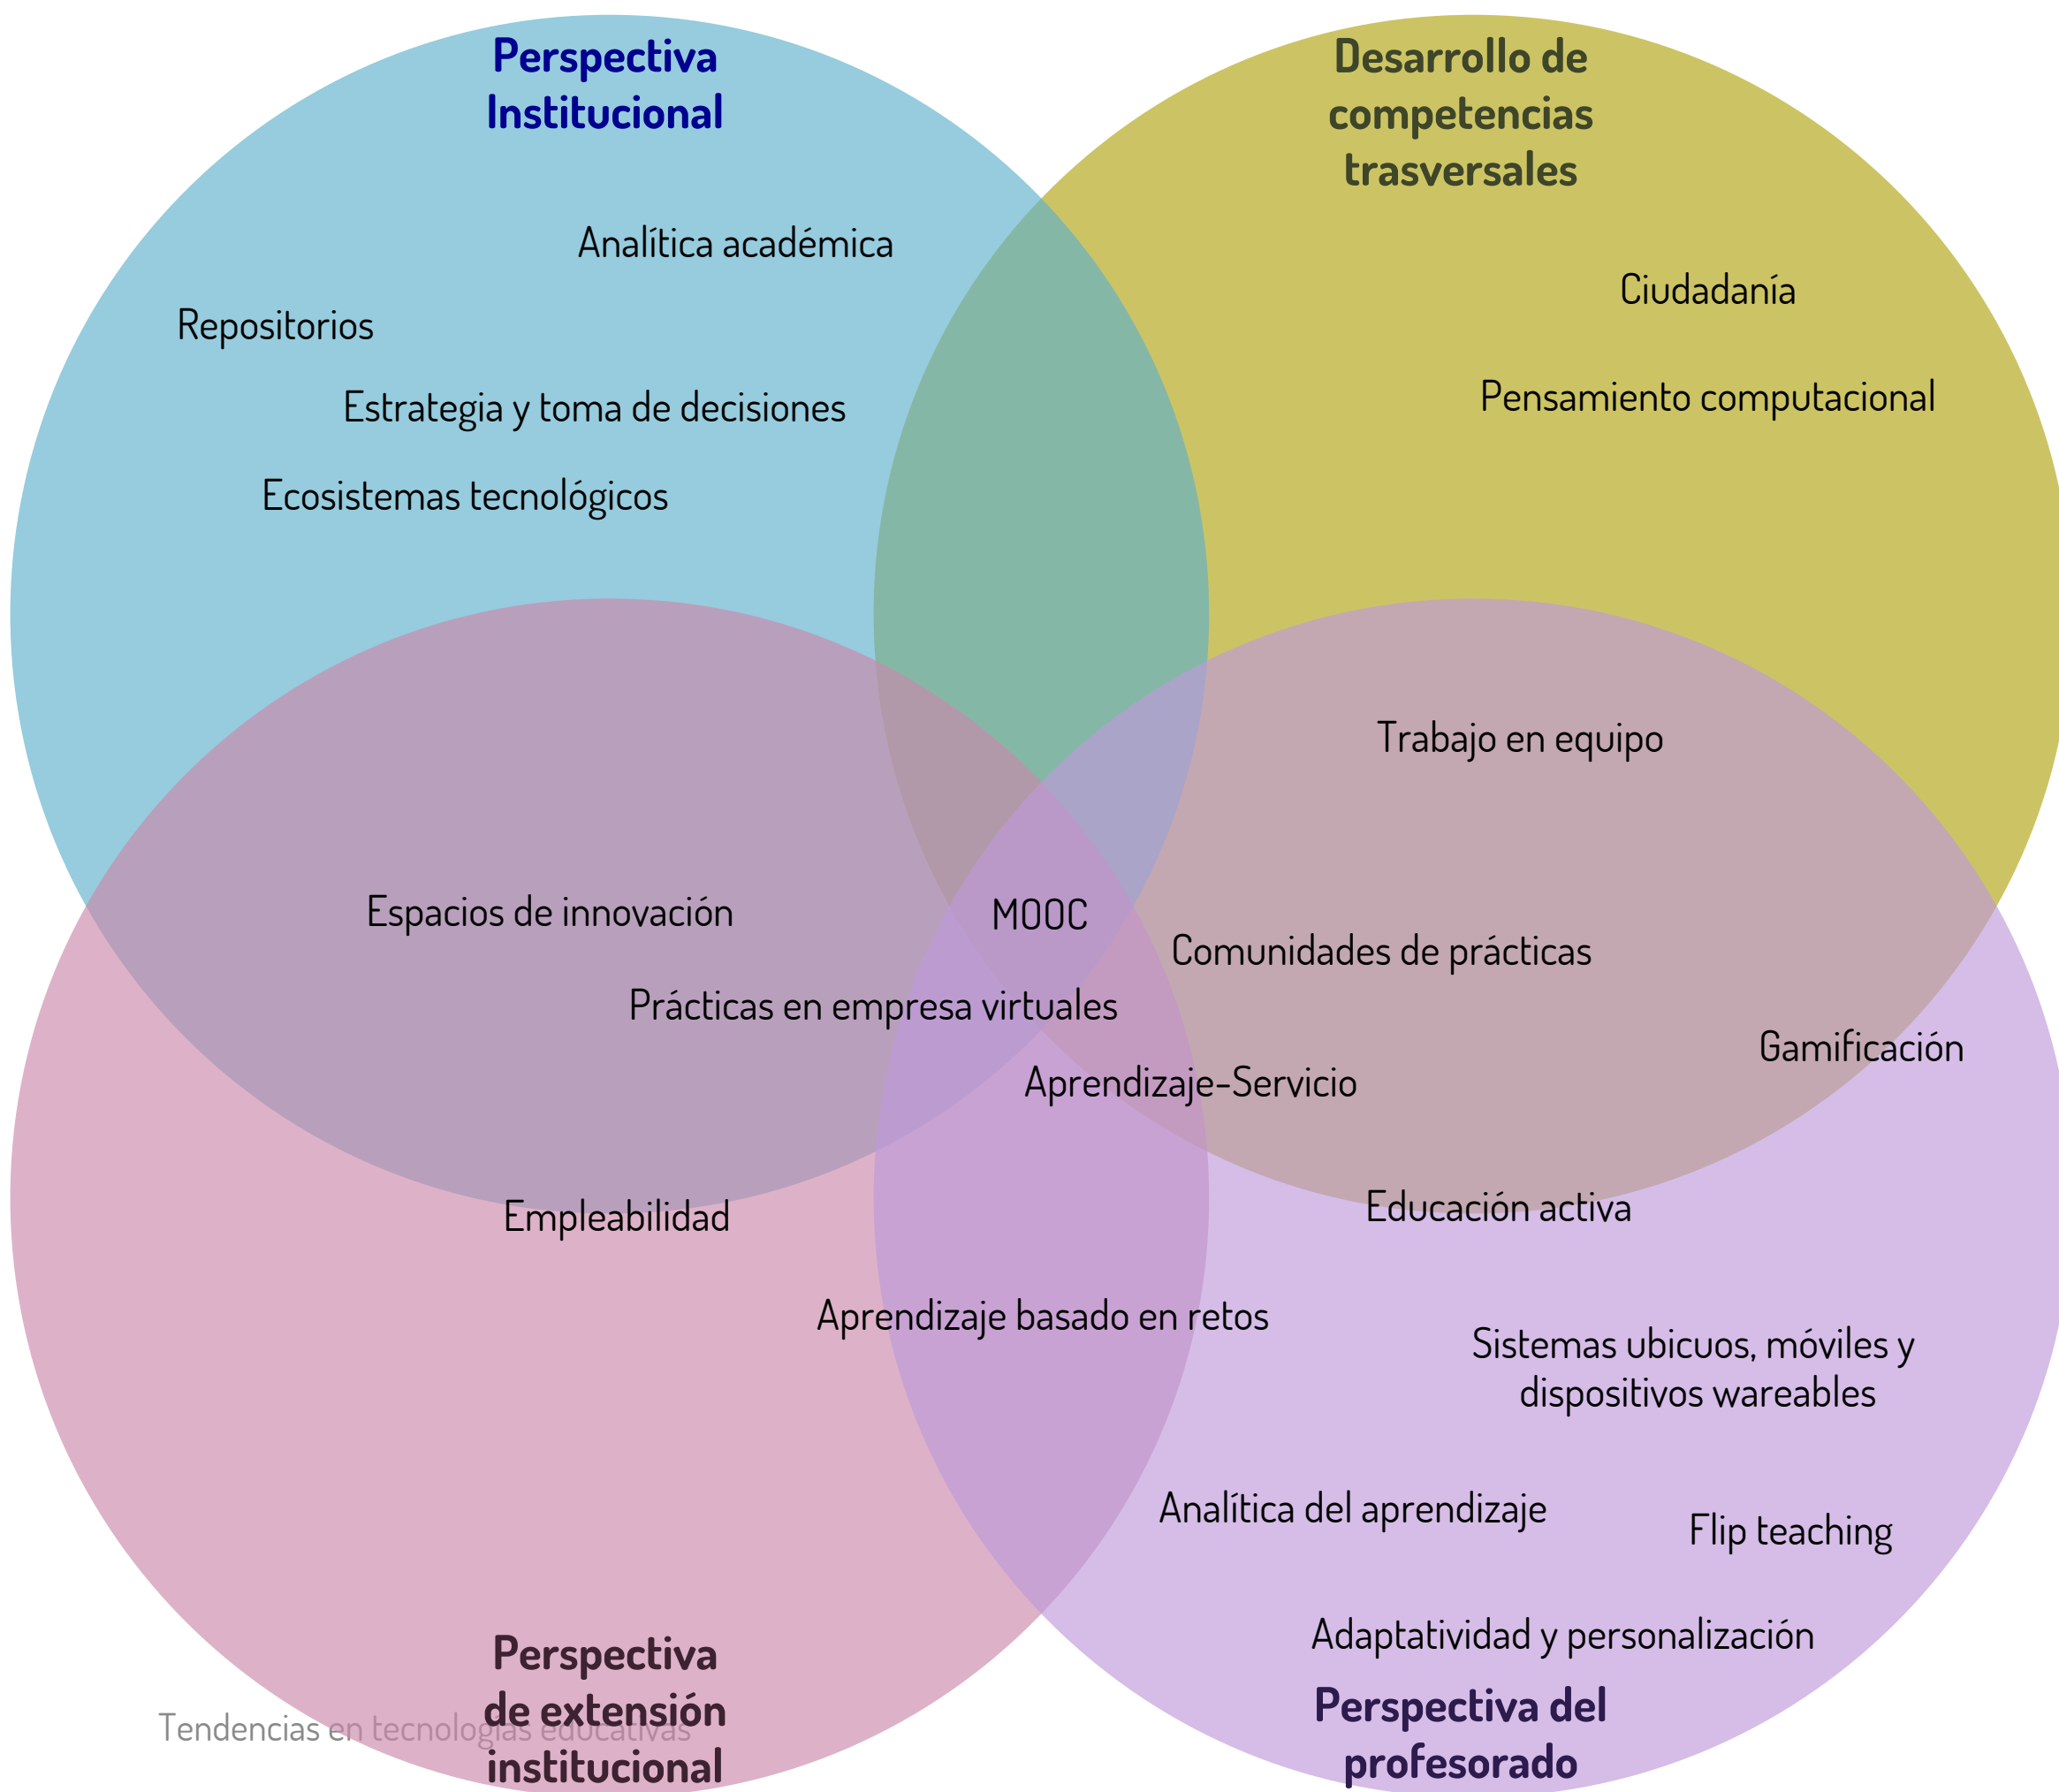 Perspectiva
Institucional
Desarrollo de
competencias
trasversales
Analítica académica
Ciudadanía
Repositorios
Pensamiento computacional
Estrategia y toma de decisiones
Ecosistemas tecnológicos
Trabajo en equipo
Espacios de innovación
MOOC
Comunidades de prácticas
Prácticas en empresa virtuales
Gamificación
Aprendizaje-Servicio
Educación activa
Empleabilidad
Aprendizaje basado en retos
Sistemas ubicuos, móviles y
dispositivos wareables
Analítica del aprendizaje
Flip teaching
Adaptatividad y personalización
Perspectiva
de extensión
institucional
Perspectiva del
profesorado
Tendencias en tecnologías educativas